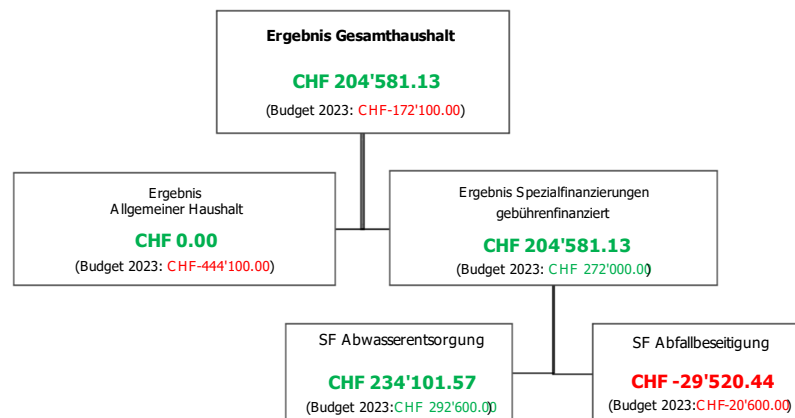 Ergebnis Gesamthaushalt
CHF 204'581.13
(Budget 2023: CHF-172'100.00)
Ergebnis
Allgemeiner Haushalt
CHF 0.00
(Budget 2023: CHF-444'100.00)
Ergebnis Spezialfinanzierungen
gebührenfinanziert
CHF 204'581.13
(Budget 2023: CHF 272'000.00)
SF Abwasserentsorgung
CHF 234'101.57
(Budget 2023:CHF 292'600.00)
SF Abfallbeseitigung
CHF -29'520.44
(Budget 2023:CHF-20'600.00)